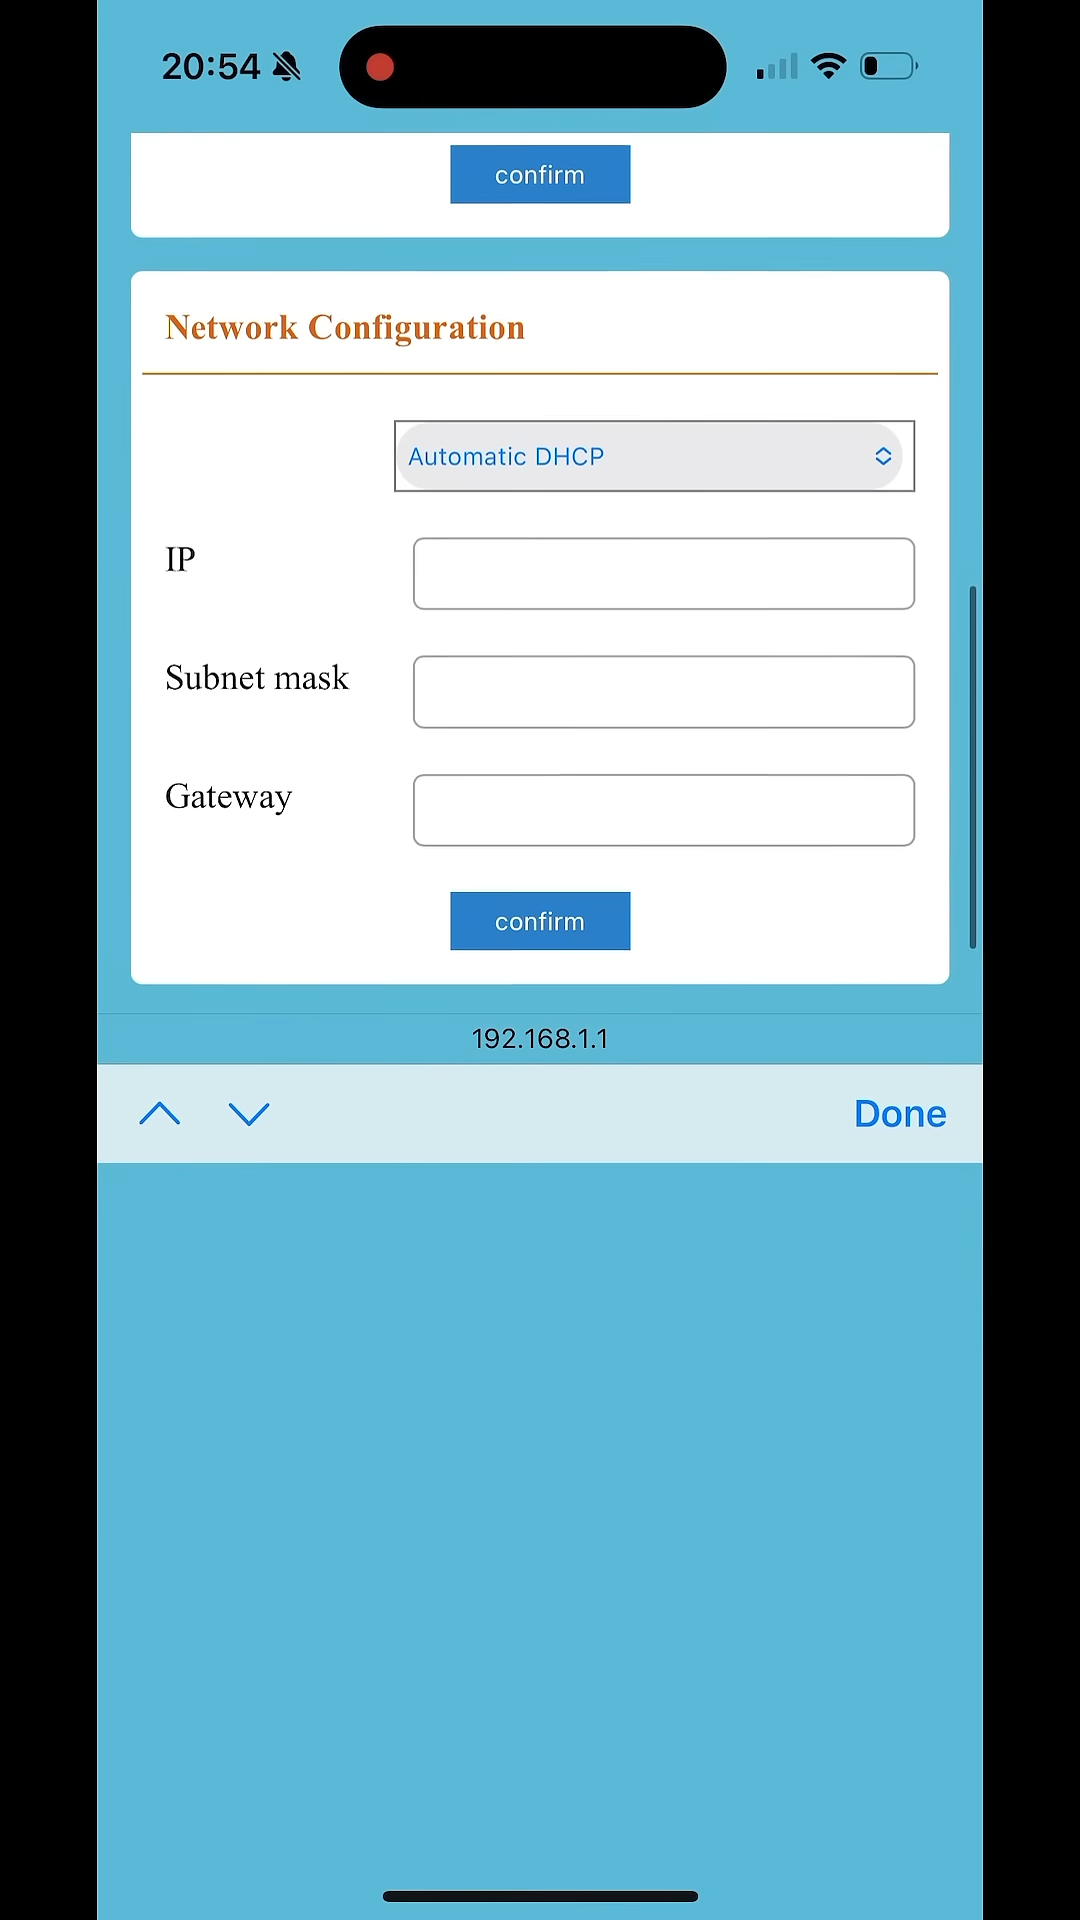 20:54
confirm
Network Configuration
Automatic DHCP
IP
Subnet mask
Gateway
confirm
192.168.1.1
Done